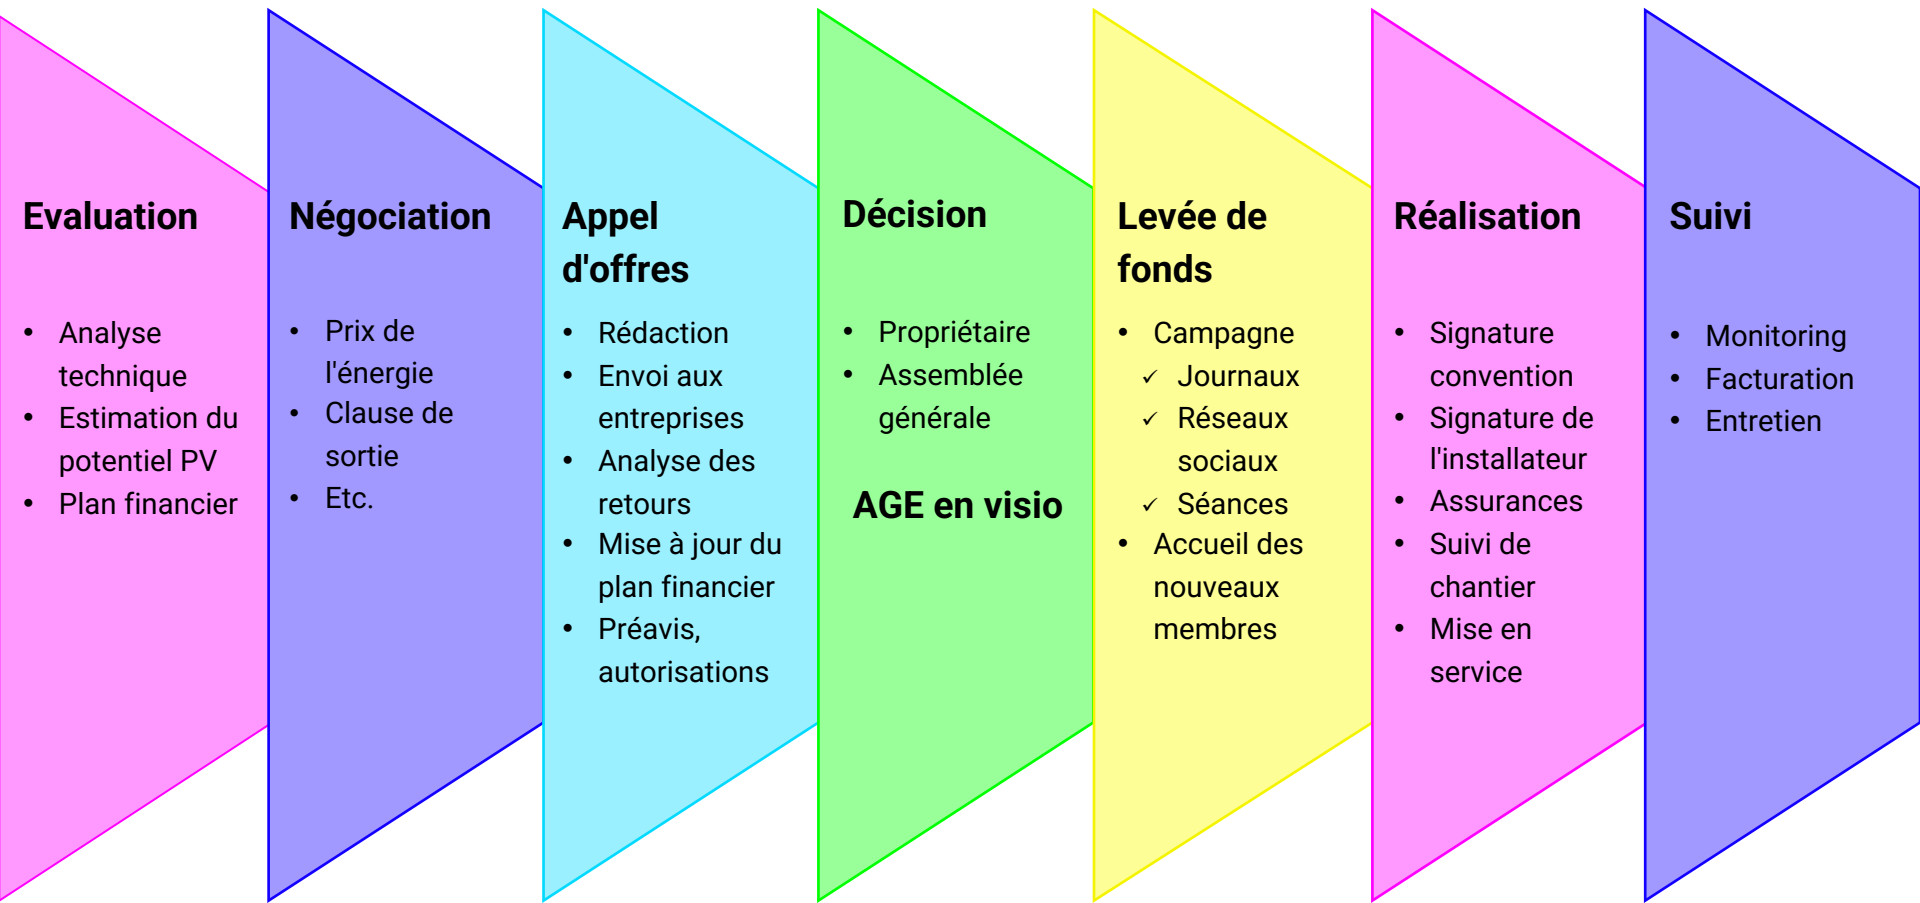 Evaluation
• Analyse
technique
• Estimation du
potentiel PV
• Plan financier
Négociation
• Prix de
l'énergie
• Clause de
sortie
• Etc.
Appel
d'offres
• Rédaction
• Envoi aux
entreprises
• Analyse des
retours
• Mise à jour du
plan financier
• Préavis,
autorisations
Décision
• Propriétaire
• Assemblée
générale
AGE en visio
Levée de
fonds
• Campagne
✓ Journaux
✓ Réseaux
sociaux
✓ Séances
• Accueil des
nouveaux
membres
Réalisation
• Signature
convention
• Signature de
l'installateur
• Assurances
• Suivi de
chantier
• Mise en
service
Suivi
• Monitoring
• Facturation
• Entretien